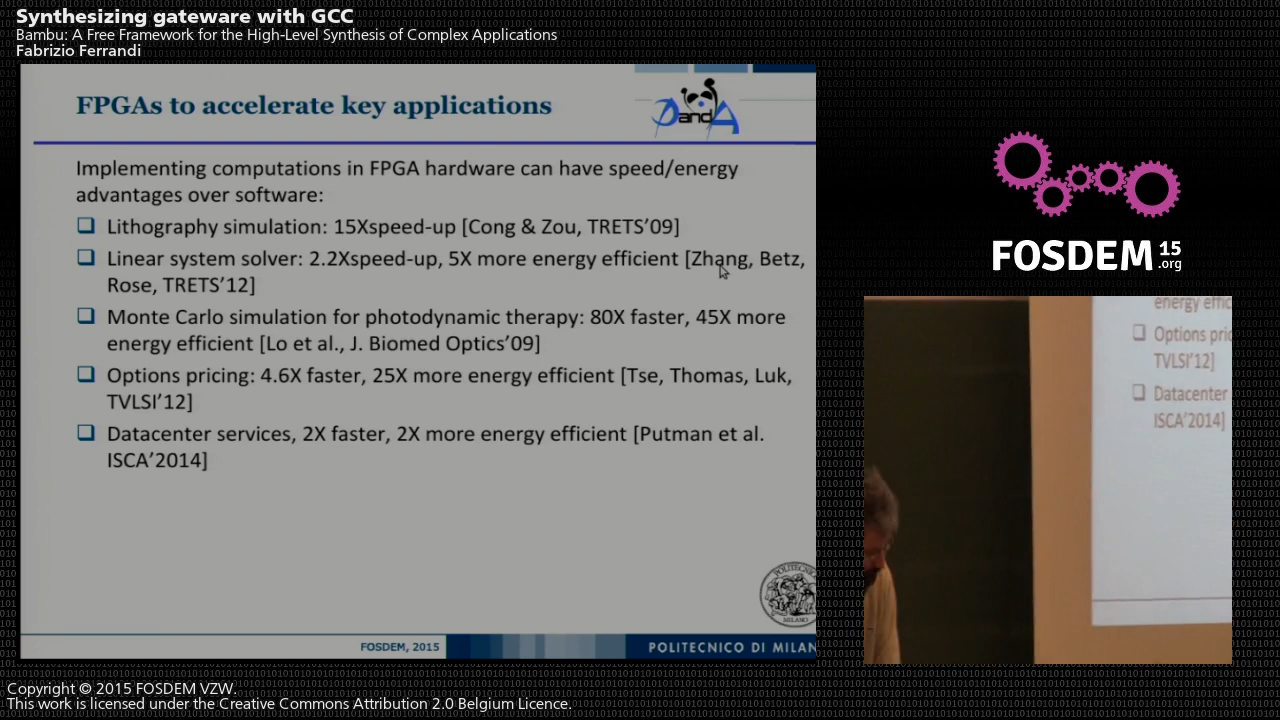 Synthesizing gateware with GCC
Bambu: A Free Framework for the High-Level Synthesis of Complex Applications
Fabrizio Ferrandi
FPGAs to accelerate key applications
PandA
Implementing computations in FPGA hardware can have speed/energy
advantages over software:
❑ Lithography simulation: 15Xspeed-up [Cong & Zou, TRETS’09]
❑ Linear system solver: 2.2Xspeed-up, 5X more energy efficient [Zhang, Betz,
Rose, TRETS’12]
❑ Monte Carlo simulation for photodynamic therapy: 80X faster, 45X more
energy efficient [Lo et al., J. Biomed Optics’09]
❑ Options pricing: 4.6X faster, 25X more energy efficient [Tse, Thomas, Luk,
TVLSI’12]
❑ Datacenter services, 2X faster, 2X more energy efficient [Putman et al.
ISCA’2014]
FOSDEM, 2015
POLITECNICO DI MILAN
FOSDEM 15
.org
energy effic
❑ Options pric
TVLSI’12]
❑ Datacenter
ISCA’2014]
Copyright © 2015 FOSDEM VZW.
This work is licensed under the Creative Commons Attribution 2.0 Belgium Licence.